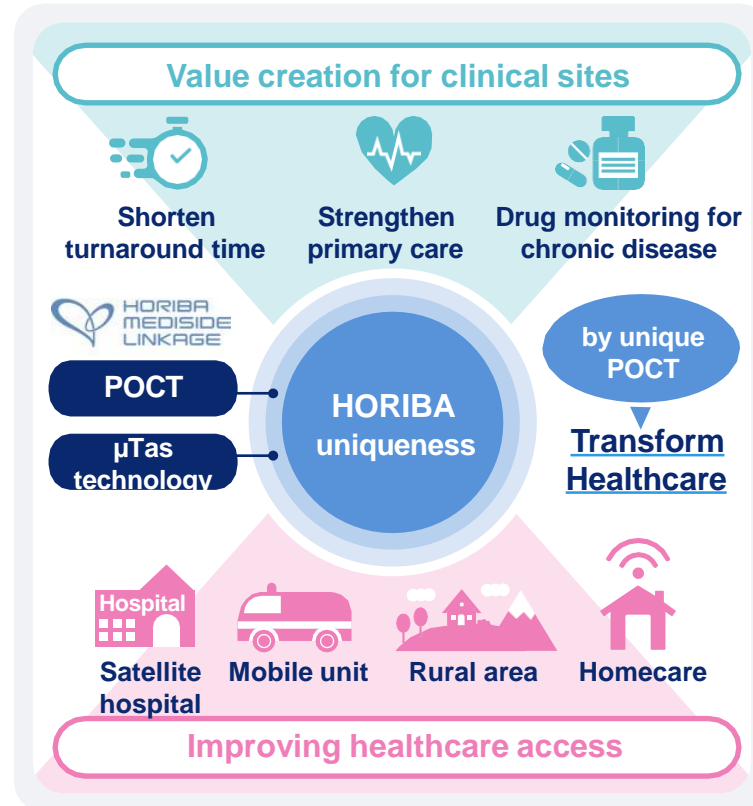 Value creation for clinical sites
Shorten
turnaround time
Strengthen
primary care
Drug monitoring for
chronic disease
HORIBA
MEDISIDE
LINKAGE
POCT
µTas
technology
HORIBA
uniqueness
by unique
POCT
Transform
Healthcare
Hospital
Satellite
hospital
Mobile unit
Rural area
Homecare
Improving healthcare access